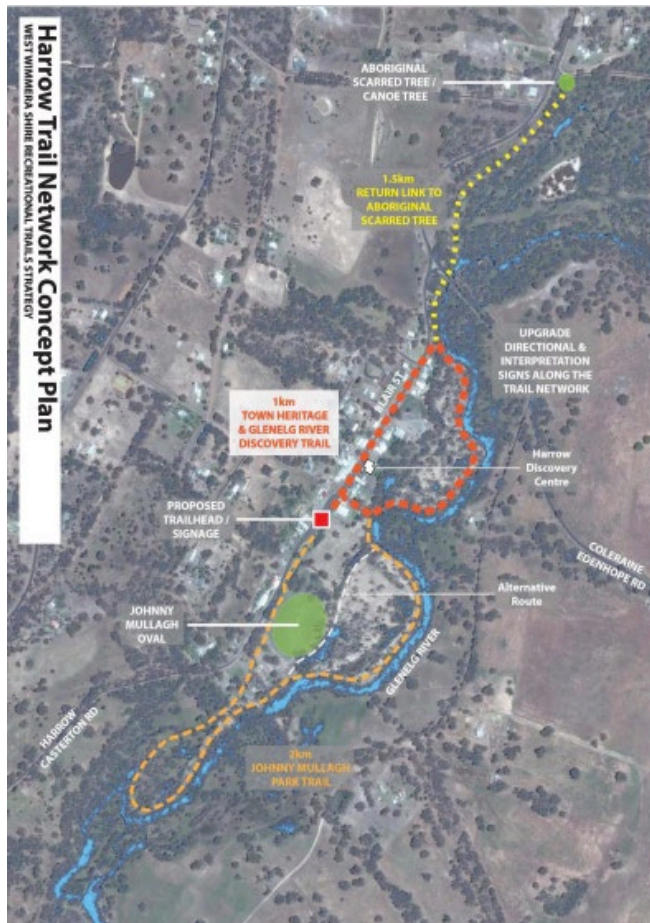 Harrow Trail Network Concept Plan
WEST WIMMERA SHIRE RECREATIONAL TRAILS STRATEGY
ABORIGINAL
SCARRED TREE /
CANOE TREE
1.5km
RETURN LINK TO
ABORIGINAL
SCARRED TREE
UPGRADE
DIRECTIONAL &
INTERPRETATION
SIGNS ALONG THE
TRAIL NETWORK
BLAIR ST
1km
TOWN HERITAGE
& GLENELG RIVER
DISCOVERY TRAIL
Harrow
Discovery
Centre
PROPOSED
TRAILHEAD /
SIGNAGE
COLERAINE
EDENHOPE RD
Alternative
Route
JOHNNY
MULLAGH
OVAL
GLENELG RIVER
HARROW
CASTERTON RD
2km
JOHNNY MULLAGH
PARK TRAIL